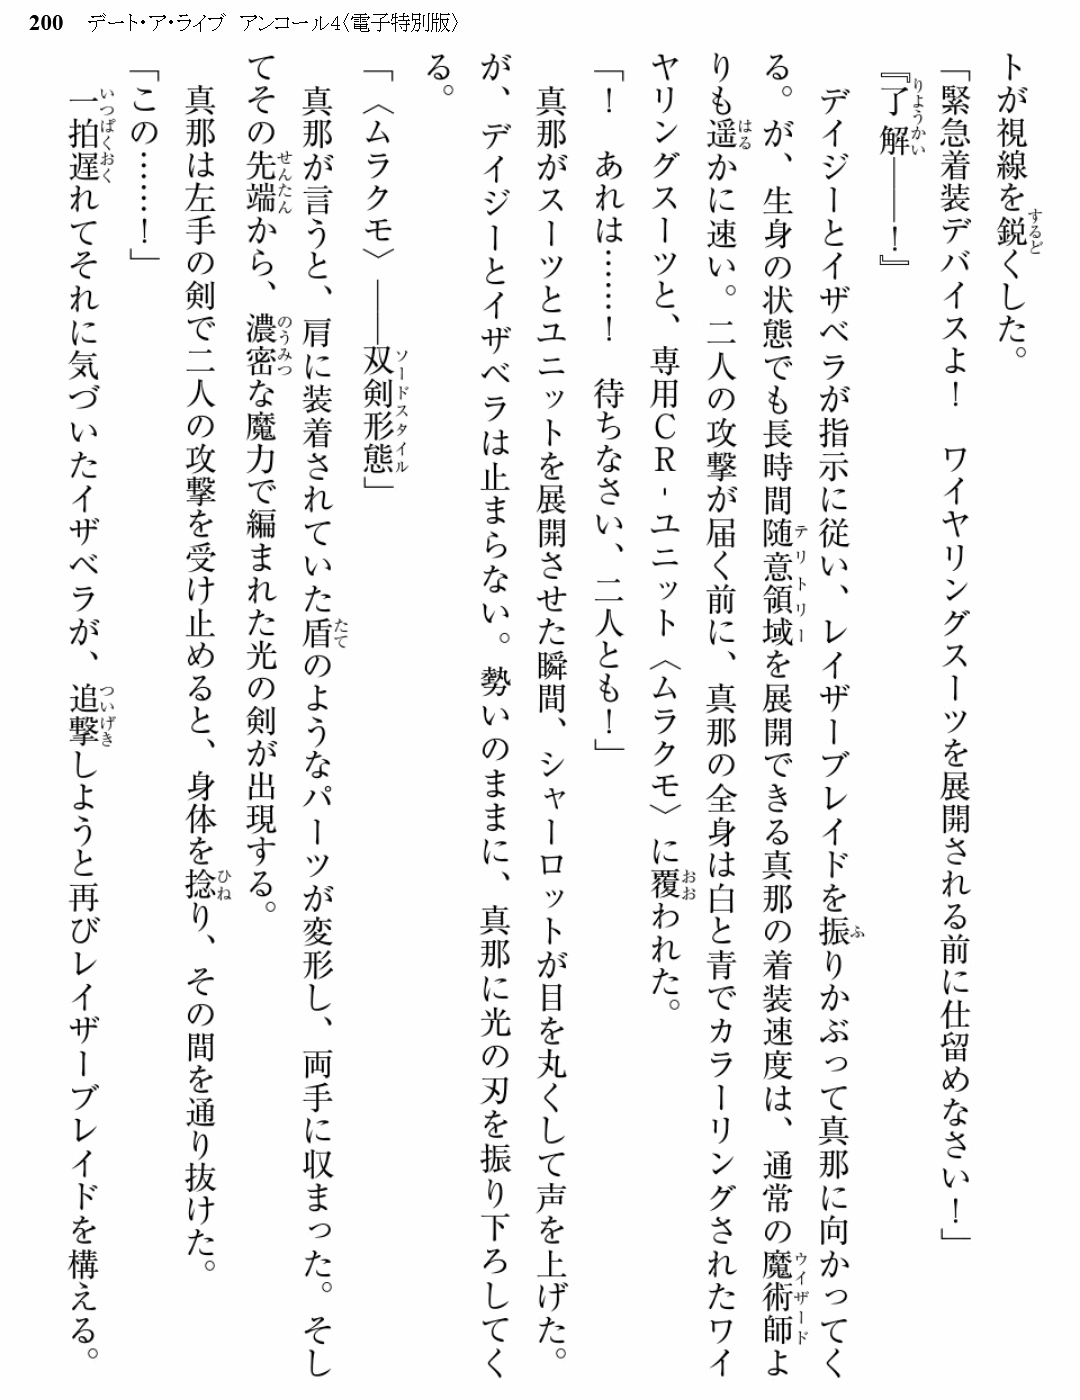 200　デート・ア・ライブ　アンコール4〈電子特別版〉
トが視線を鋭くした。
「緊急着装デバイスよ！　ワイヤリングスーツを展開される前に仕留めなさい！」
『了解――！』
　デイジーとイザベラが指示に従い、レイザーブレイドを振りかぶって真那に向かってく
る。が、生身の状態でも長時間随意領域を展開できる真那の着装速度は、通常の魔術師よ
りも遥かに速い。二人の攻撃が届く前に、真那の全身は白と青でカラーリングされたワイ
ヤリングスーツと、専用ＣＲ‐ユニット〈ムラクモ〉に覆われた。
「！　あれは……！　待ちなさい、二人とも！」
　真那がスーツとユニットを展開させた瞬間、シャーロットが目を丸くして声を上げた。
が、デイジーとイザベラは止まらない。勢いのままに、真那に光の刃を振り下ろしてく
る。
「〈ムラクモ〉――双剣形態」
　真那が言うと、肩に装着されていた盾のようなパーツが変形し、両手に収まった。そし
てその先端から、濃密な魔力で編まれた光の剣が出現する。
　真那は左手の剣で二人の攻撃を受け止めると、身体を捻り、その間を通り抜けた。
「この……！」
　一拍遅れてそれに気づいたイザベラが、追撃しようと再びレイザーブレイドを構える。